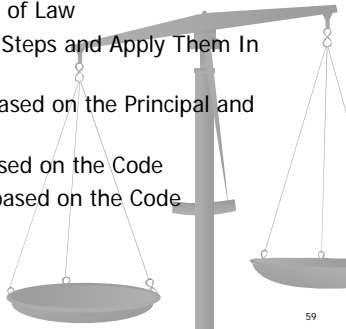 of Law
Steps and Apply Them In
ased on the Principal and
sed on the Code
based on the Code
59